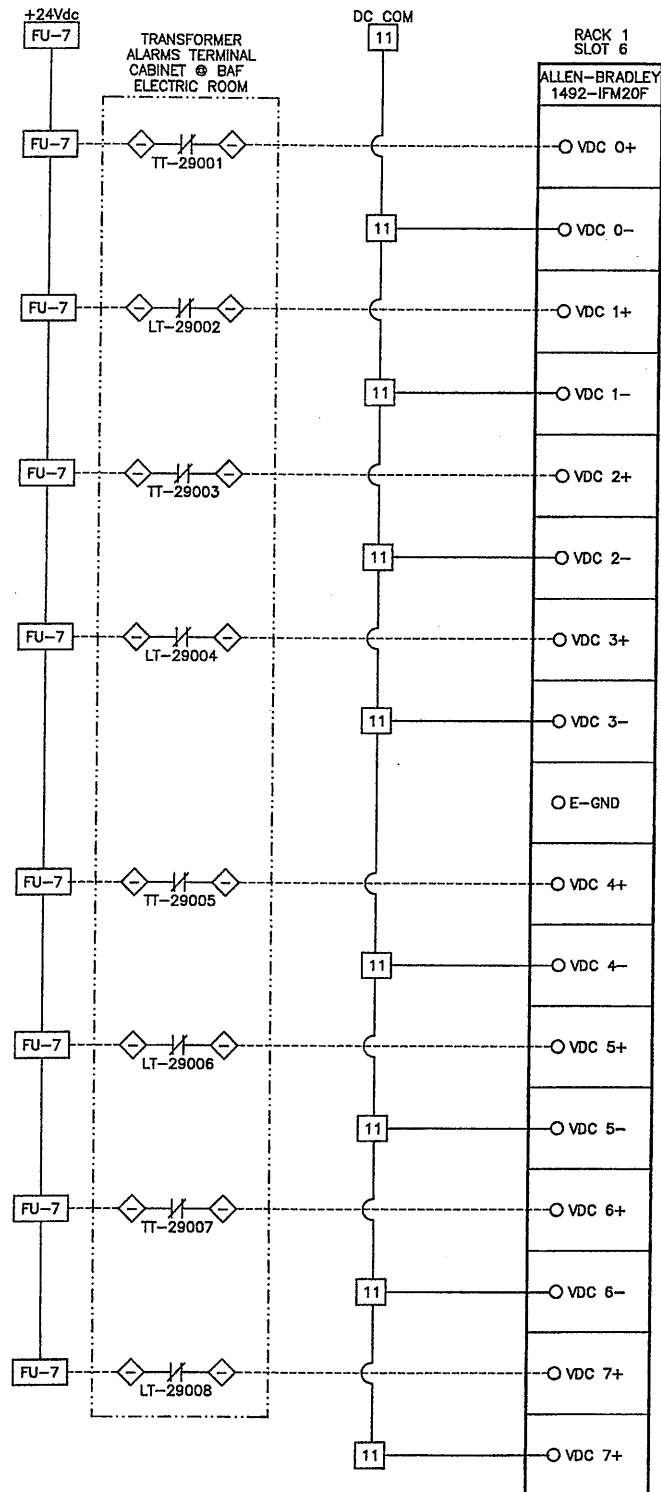 +24Vdc
FU-7
TRANSFORMER
ALARMS TERMINAL
CABINET @ BAF
ELECTRIC ROOM
DC COM
11
RACK 1
SLOT 6
ALLEN-BRADLEY
1492-IFM20F
FU-7
TT-29001
VDC 0+
11
VDC 0-
FU-7
LT-29002
VDC 1+
11
VDC 1-
FU-7
TT-29003
VDC 2+
11
VDC 2-
FU-7
LT-29004
VDC 3+
11
VDC 3-
E-GND
FU-7
TT-29005
VDC 4+
11
VDC 4-
FU-7
LT-29006
VDC 5+
11
VDC 5-
FU-7
TT-29007
VDC 6+
11
VDC 6-
FU-7
LT-29008
VDC 7+
11
VDC 7+